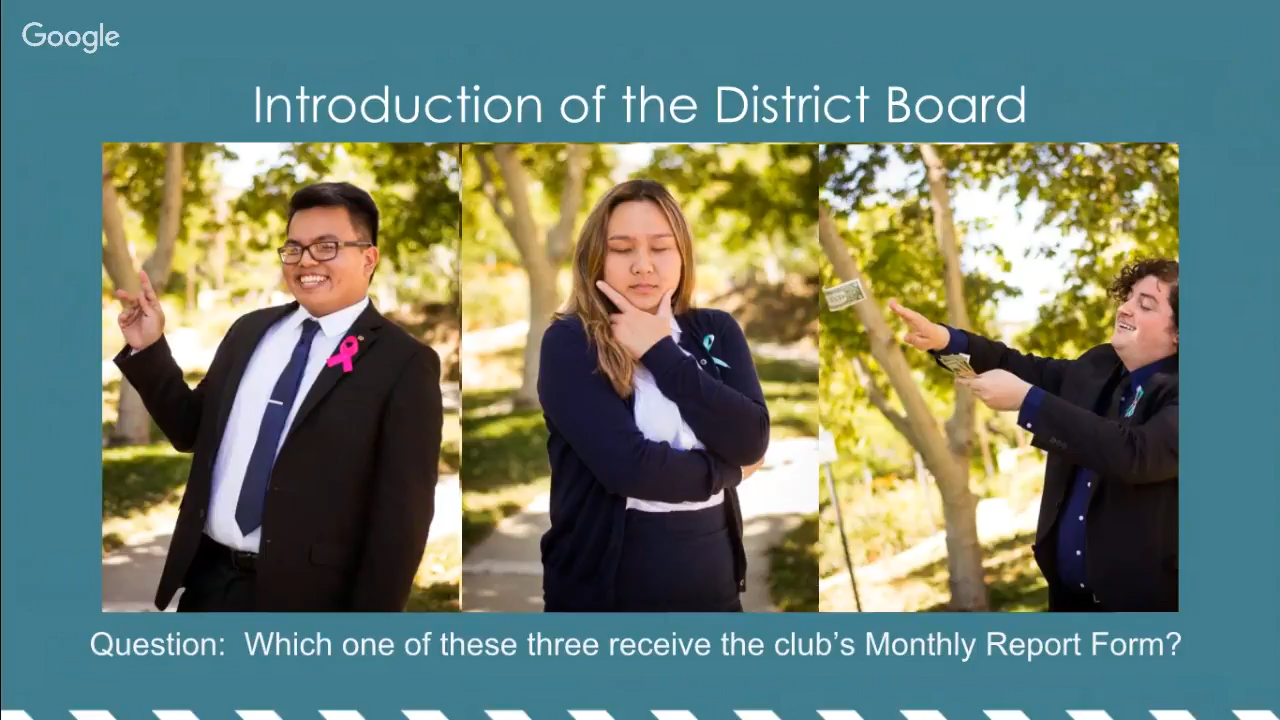 Google
Introduction of the District Board
Question:  Which one of these three receive the club's Monthly Report Form?